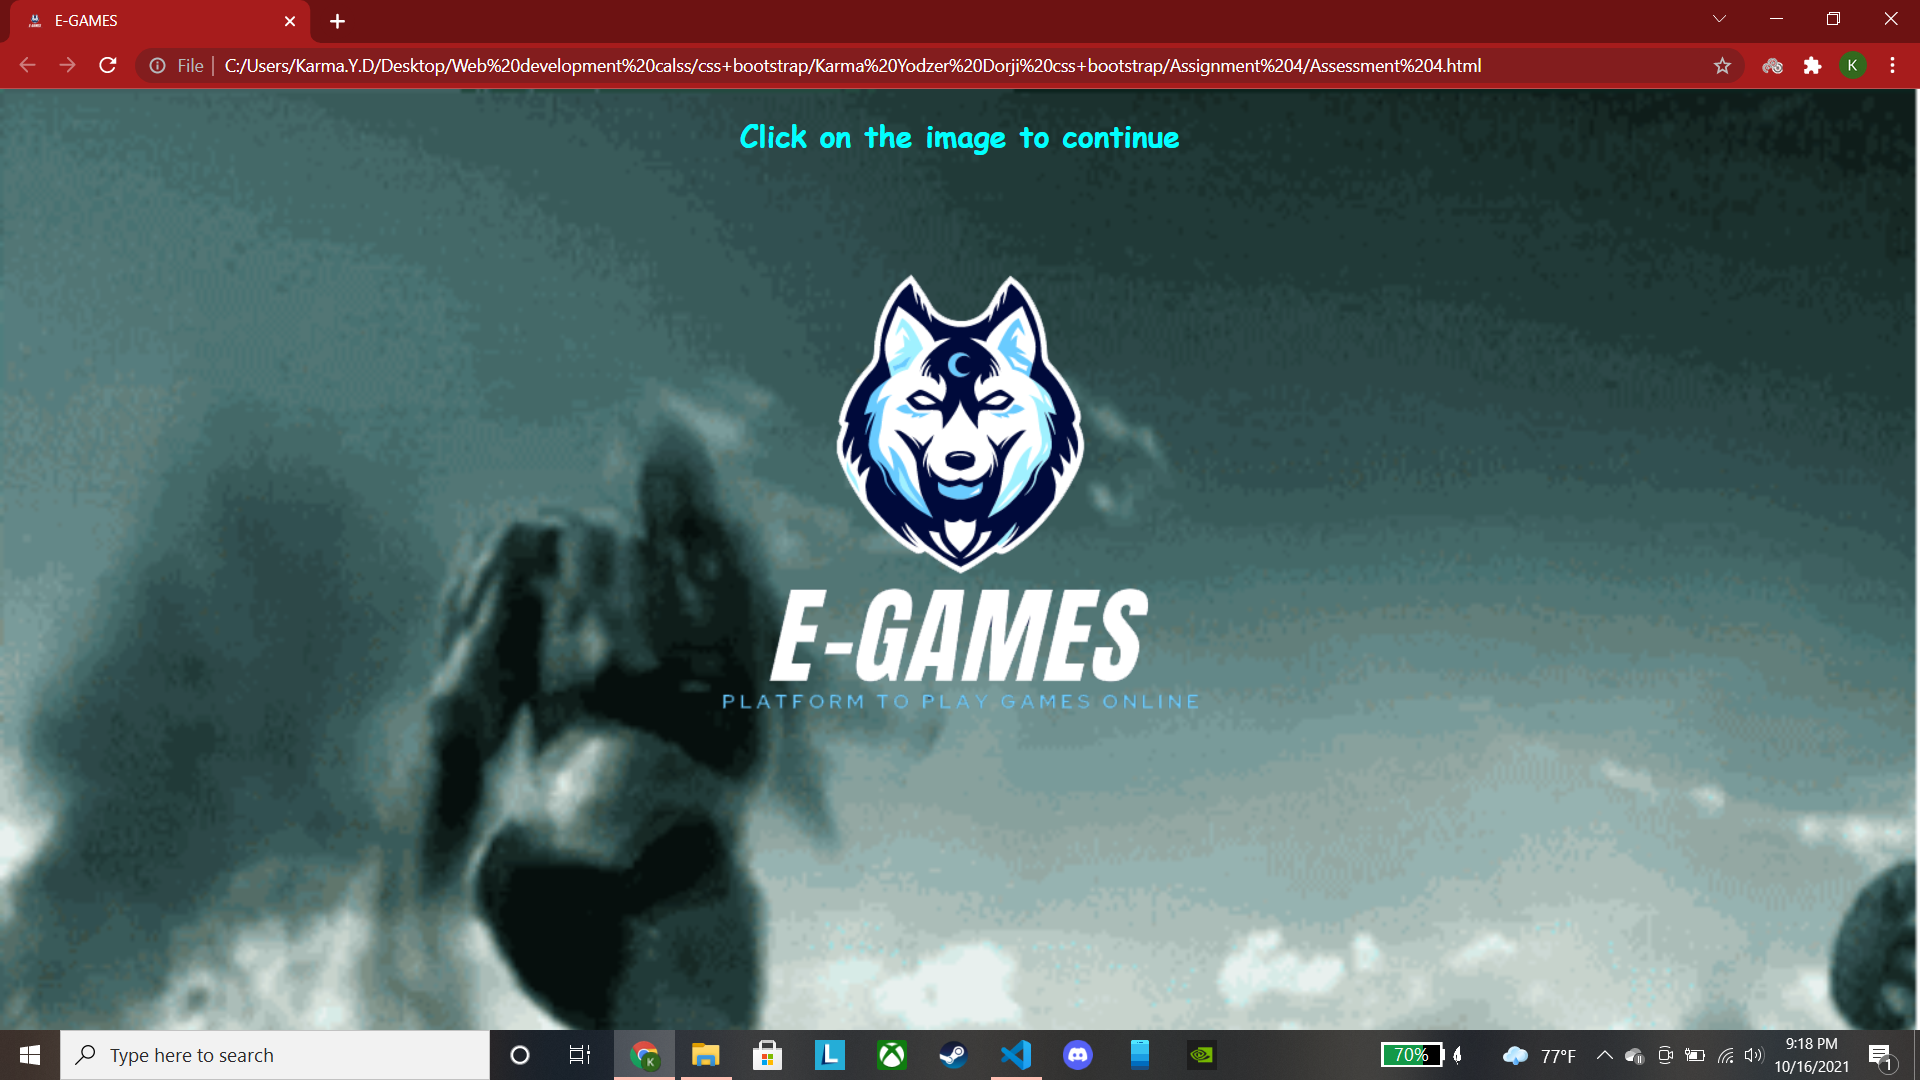 E-GAMES
File
C:/Users/Karma.Y.D/Desktop/Web%20development%20calss/css+bootstrap/Karma%20Yodzer%20Dorji%20css+bootstrap/Assignment%204/Assessment%204.html
K
Click on the image to continue
E-GAMES
PLATFORM TO PLAY GAMES ONLINE
Type here to search
K
L
70%
77°F
9:18 PM
10/16/2021
1